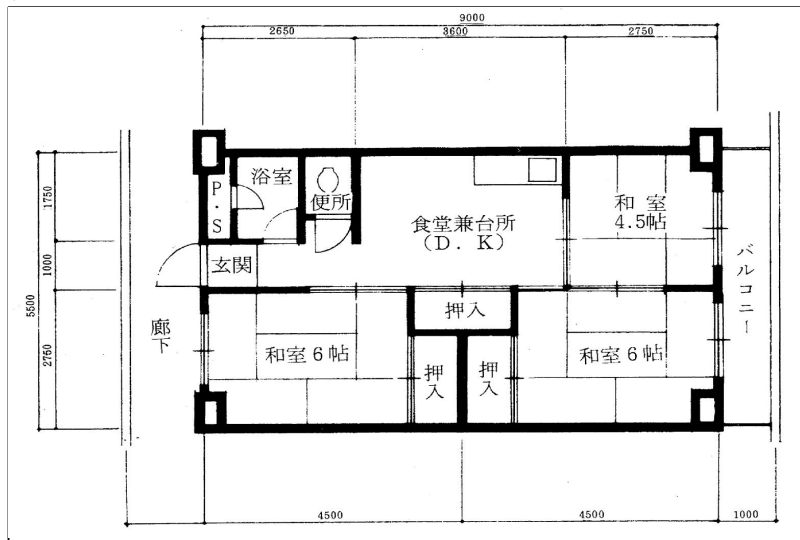 9000
2650
3600
2750
1750
1000
2750
5500
P・S
浴室
便所
食堂兼台所
(D. K)
和 室
4.5帖
玄関
バルコニー
廊下
押入
和室 6 帖
押入
押入
和室 6 帖
4500
4500
1000